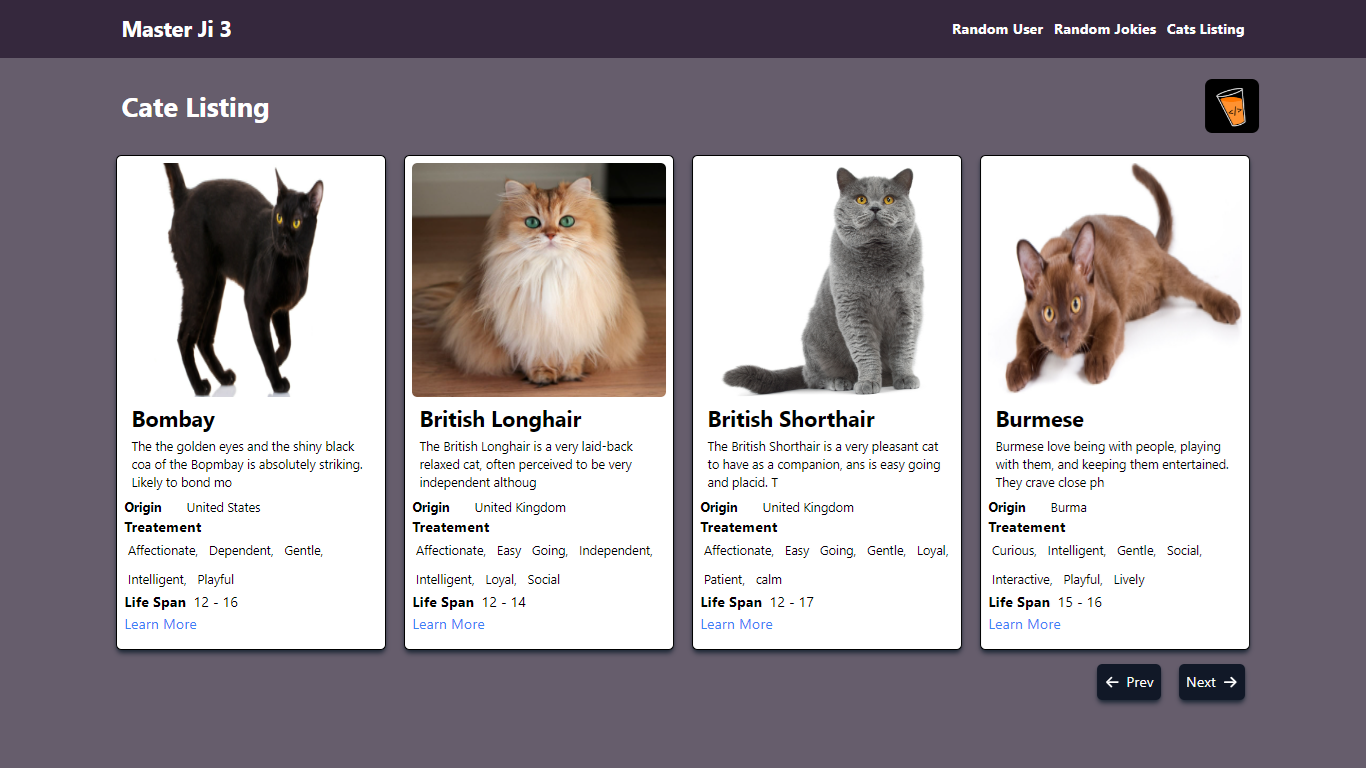 Master Ji 3
Random User Random Jokies Cats Listing
Cate Listing
</>
Bombay
The the golden eyes and the shiny black
coa of the Bopmbay is absolutely striking.
Likely to bond mo
Origin United States
Treatement
Affectionate, Dependent, Gentle,
Intelligent, Playful
Life Span 12 - 16
Learn More
British Longhair
The British Longhair is a very laid-back
relaxed cat, often perceived to be very
independent althoug
Origin United Kingdom
Treatement
Affectionate, Easy Going, Independent,
Intelligent, Loyal, Social
Life Span 12 - 14
Learn More
British Shorthair
The British Shorthair is a very pleasant cat
to have as a companion, ans is easy going
and placid. T
Origin United Kingdom
Treatement
Affectionate, Easy Going, Gentle, Loyal,
Patient, calm
Life Span 12 - 17
Learn More
Burmese
Burmese love being with people, playing
with them, and keeping them entertained.
They crave close ph
Origin Burma
Treatement
Curious, Intelligent, Gentle, Social,
Interactive, Playful, Lively
Life Span 15 - 16
Learn More
← Prev Next →